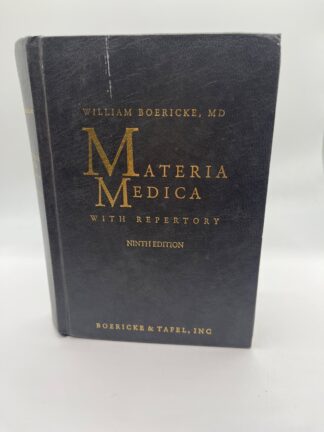 WILLIAM BOERICKE, MD
MATERIA
MEDICA
WITH REPERTORY
NINTH EDITION
BOERICKE & TAFEL, INC